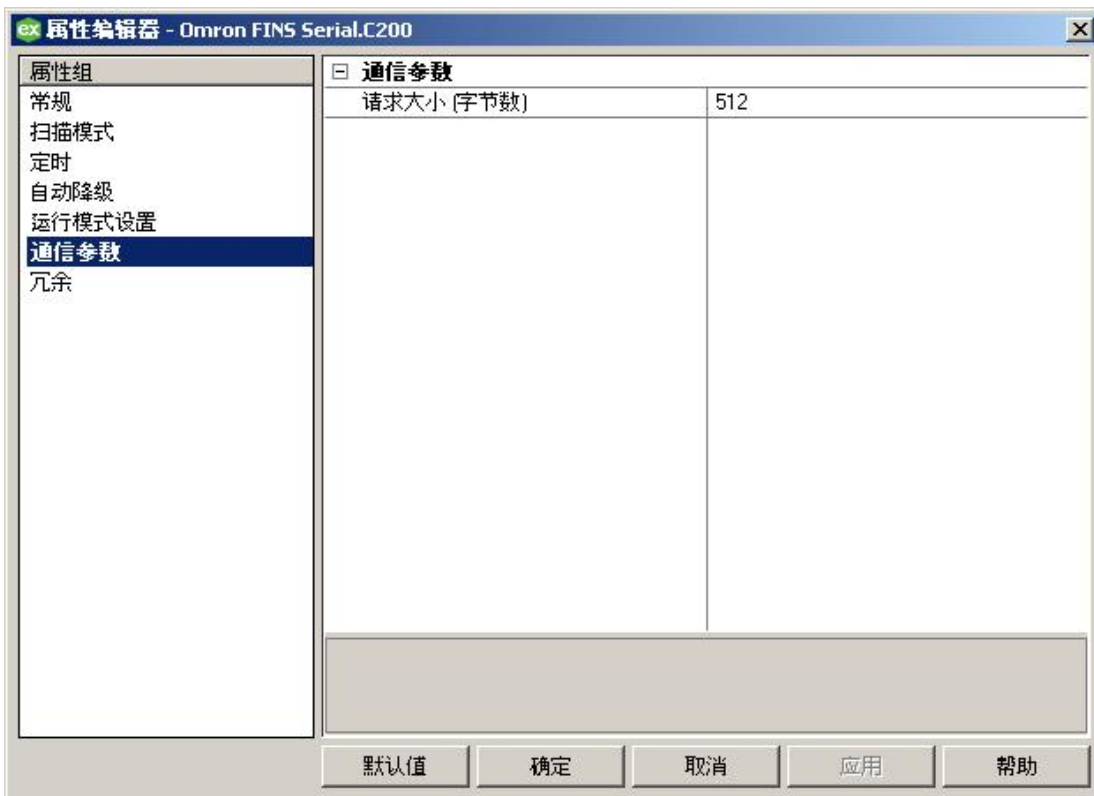 ex 属性编辑器 - Omron FINS Serial.C200
属性组
常规
扫描模式
定时
自动降级
运行模式设置
通信参数
冗余
通信参数
请求大小 (字节数) 512
默认值 确定 取消 应用 帮助